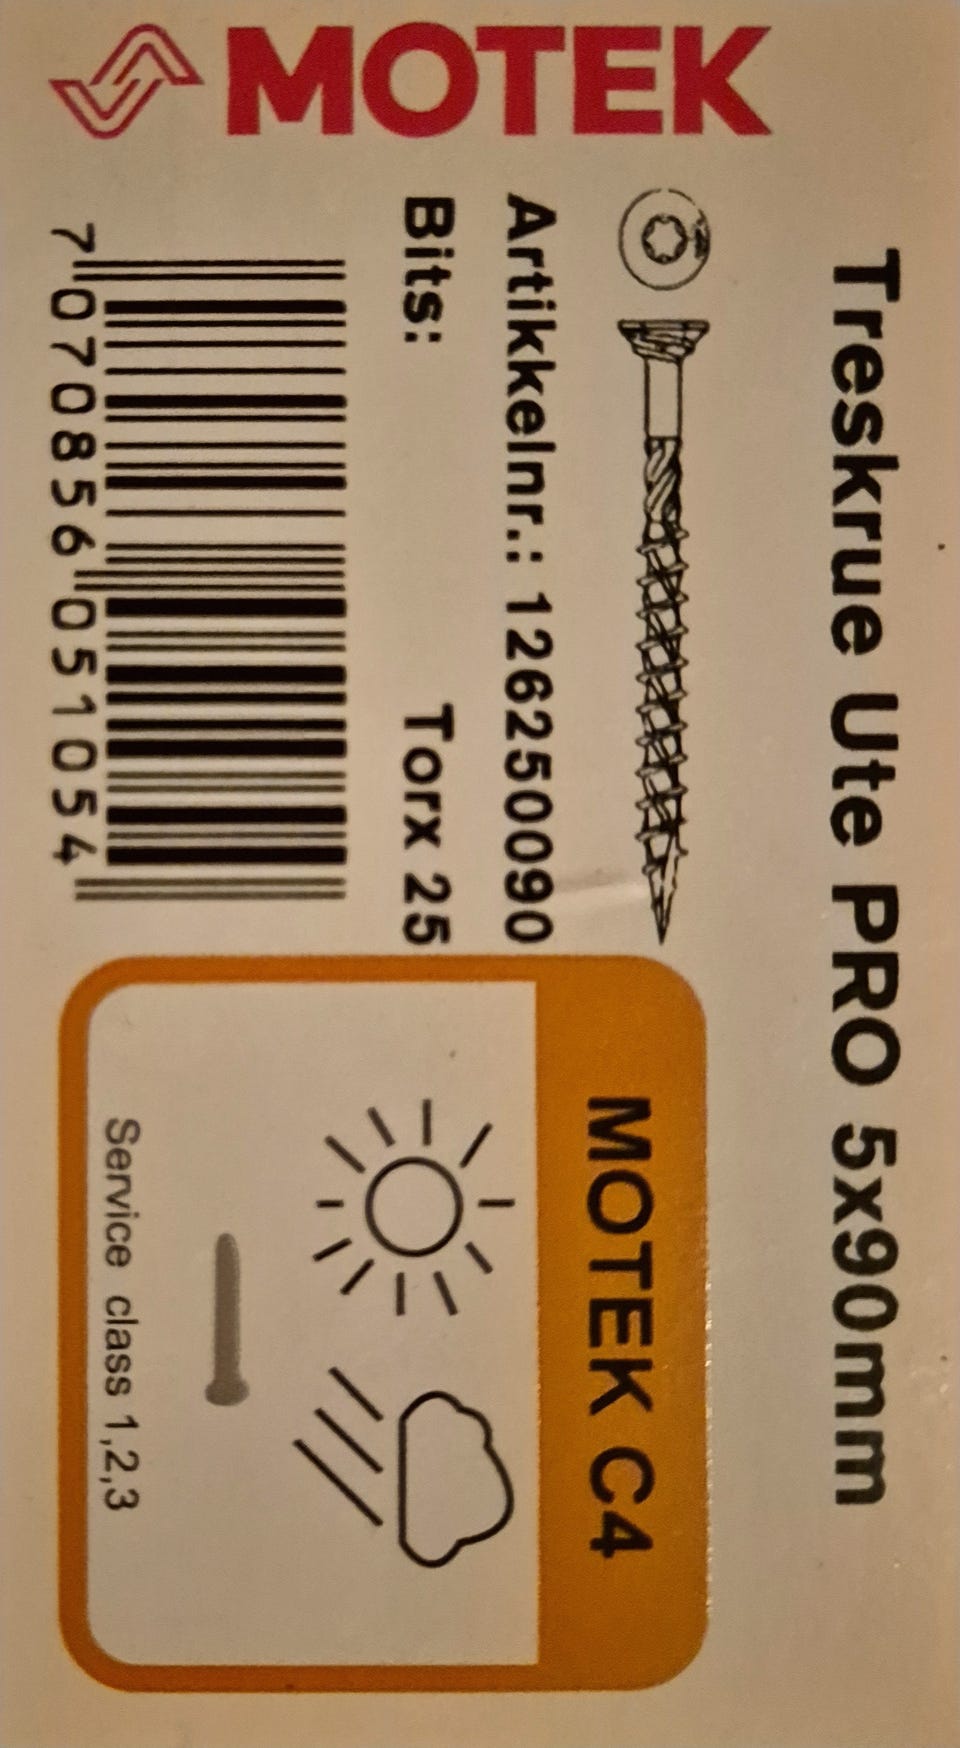 MOTEK
Treskrue Ute PRO 5x90mm
Artikkelnr.: 126250090
Bits: Torx 25
7 070856 051054
MOTEK C4
Service class 1,2,3